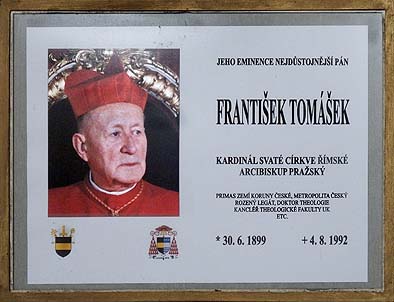 JEHO EMINENCE NEJDŮSTOJNĚJŠÍ PÁN
FRANTIŠEK TOMÁŠEK
KARDINÁL SVATÉ CÍRKVE ŘÍMSKÉ
ARCIBISKUP PRAŽSKÝ
PRIMAS ZEMÍ KORUNY ČESKÉ, METROPOLITA ČESKÝ
ROZENÝ LEGÁT, DOKTOR THEOLOGIE
KANCLÉŘ THEOLOGICKÉ FAKULTY UK
ETC.
* 30. 6. 1899 + 4. 8. 1992